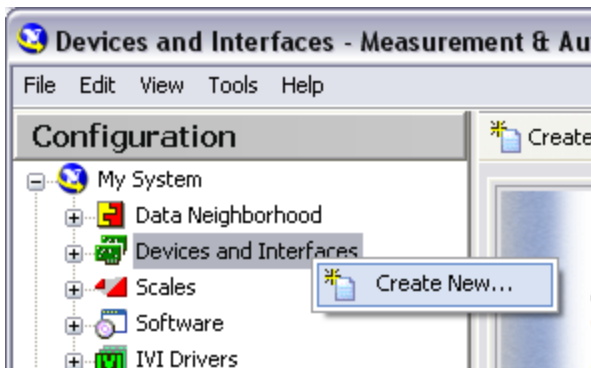 Devices and Interfaces - Measurement & Au
File Edit View Tools Help
Configuration
Create
My System
Data Neighborhood
Devices and Interfaces
Create New...
Scales
Software
IVI Drivers